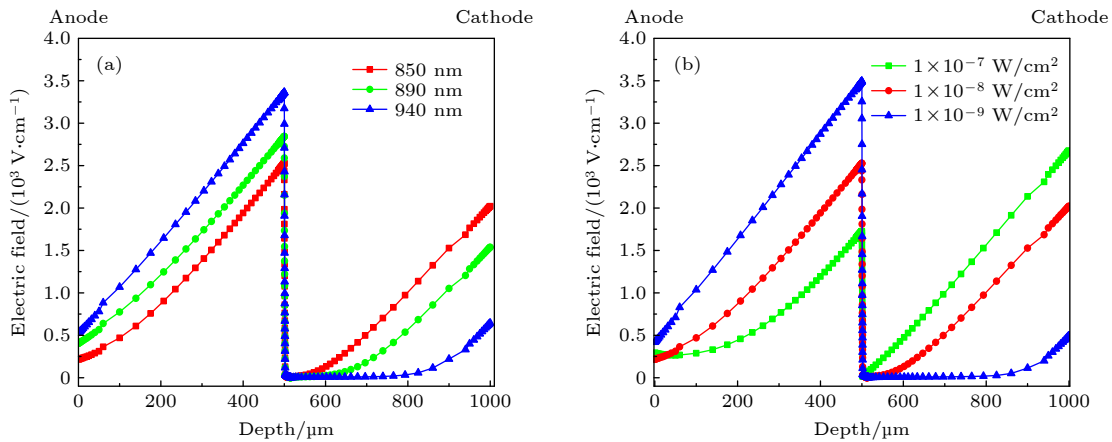 Anode Cathode
(a)
850 nm
890 nm
940 nm
4.0
3.5
3.0
2.5
2.0
1.5
1.0
0.5
0
Electric field/(10³ V·cm⁻¹)
0 200 400 600 800 1000
Depth/μm
Anode Cathode
(b)
1×10⁻⁷ W/cm²
1×10⁻⁸ W/cm²
1×10⁻⁹ W/cm²
4.0
3.5
3.0
2.5
2.0
1.5
1.0
0.5
0
Electric field/(10³ V·cm⁻¹)
0 200 400 600 800 1000
Depth/μm